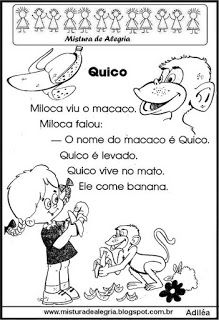 Mistura de Alegria
Quico
Miloca viu o macaco.
Miloca falou:
— O nome do macaco é Quico.
Quico é levado.
Quico vive no mato.
Ele come banana.
www.misturadealegria.blogspot.com.br
Adiléa